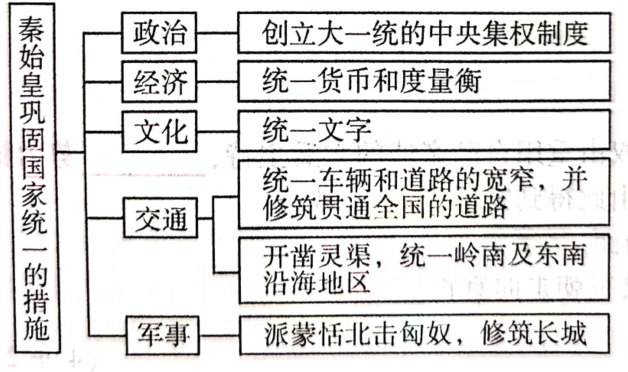 秦始皇巩固国家统一的措施
政治
创立大一统的中央集权制度
经济
统一货币和度量衡
文化
统一文字
交通
统一车辆和道路的宽窄，并
修筑贯通全国的道路
开凿灵渠，统一岭南及东南
沿海地区
军事
派蒙恬北击匈奴，修筑长城